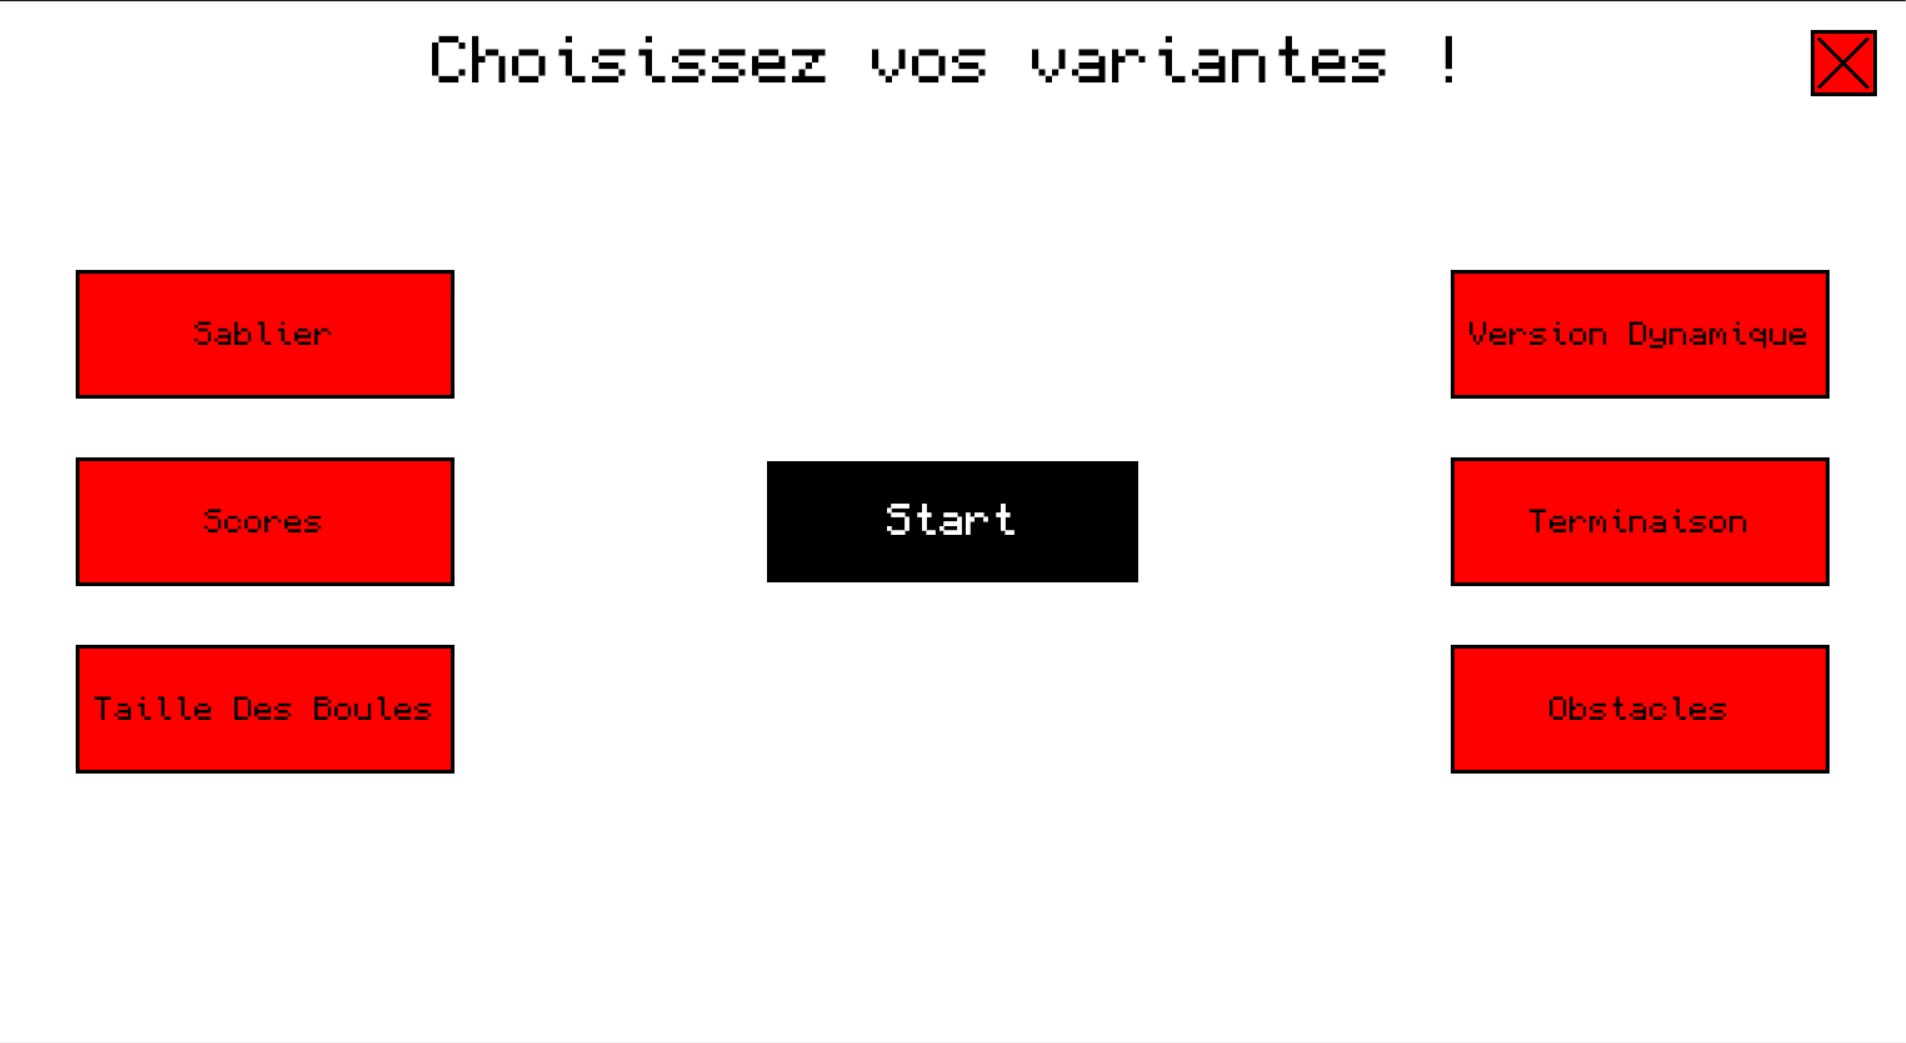 Choisissez vos variantes !
Sablier
Version Dynamique
Scores
Start
Terminaison
Taille Des Boules
Obstacles